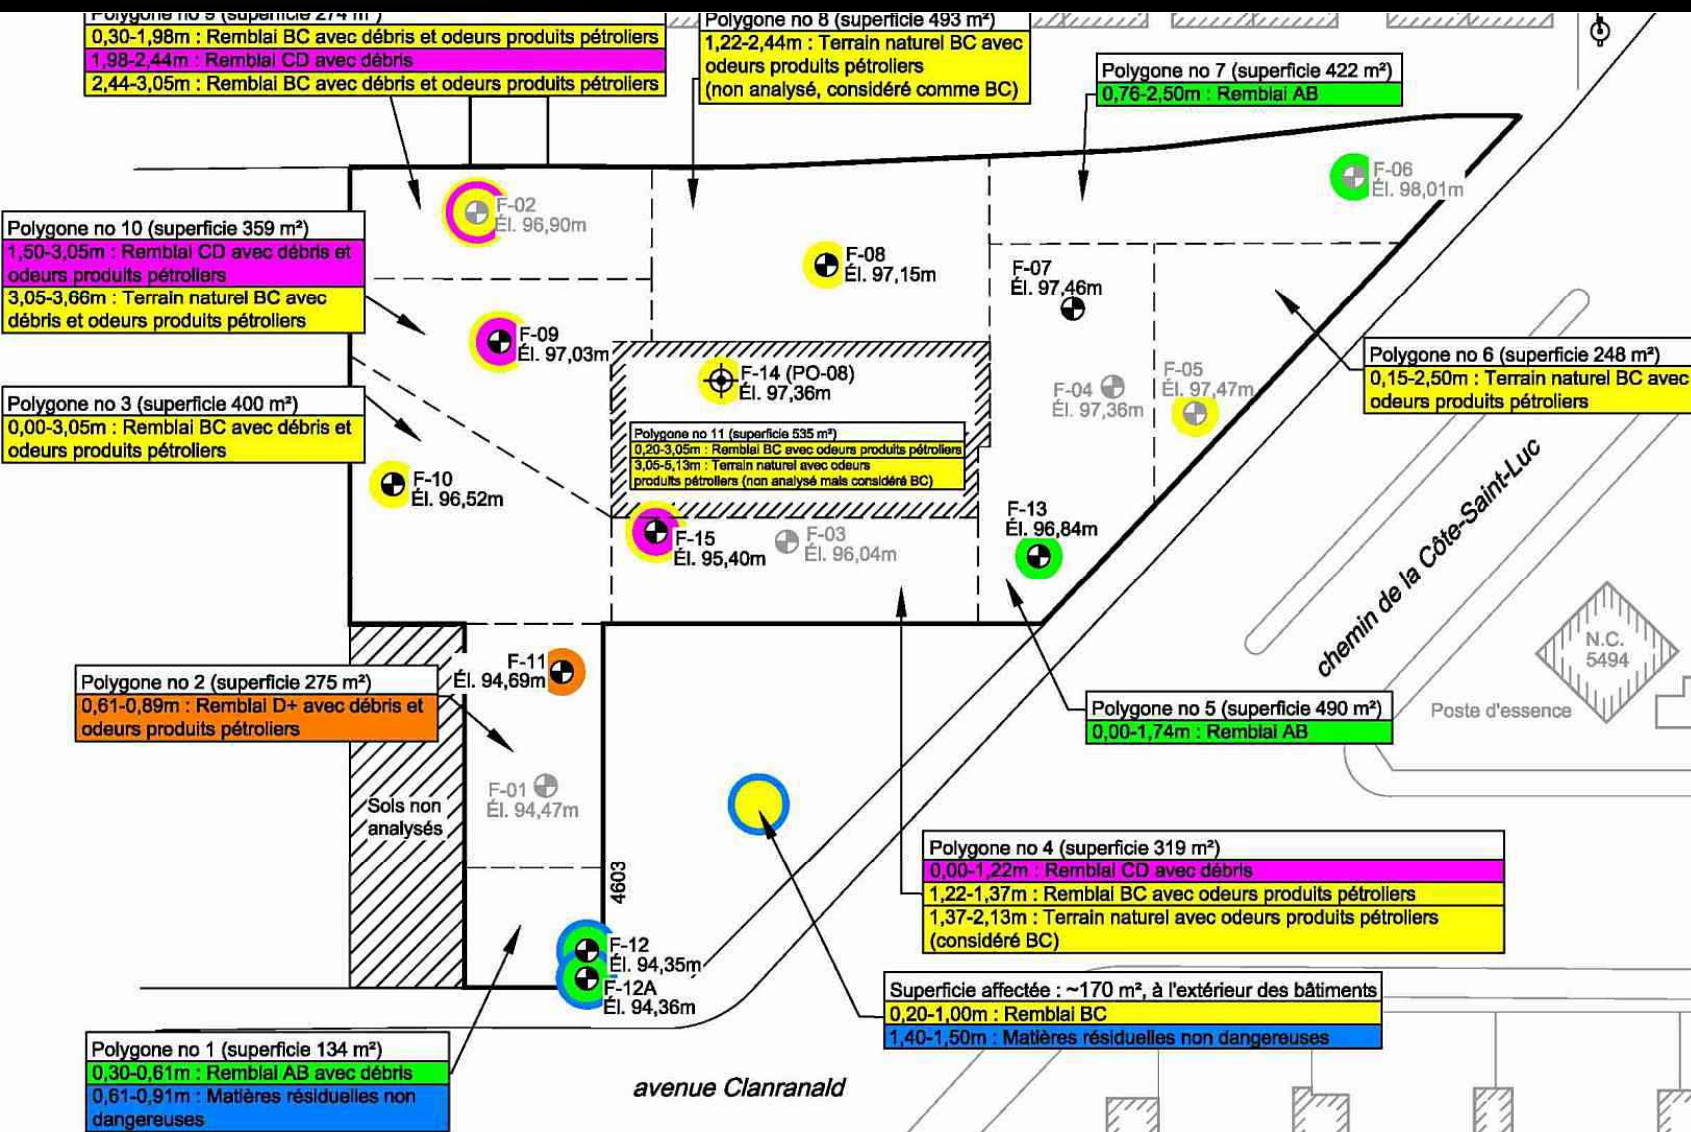 Polygone no 9 (superficie 274 m²)
0,30-1,98m : Remblai BC avec débris et odeurs produits pétroliers
1,98-2,44m : Remblai CD avec débris
2,44-3,05m : Remblai BC avec débris et odeurs produits pétroliers
Polygone no 8 (superficie 493 m²)
1,22-2,44m : Terrain naturel BC avec
odeurs produits pétroliers
(non analysé, considéré comme BC)
Polygone no 7 (superficie 422 m²)
0,76-2,50m : Remblai AB
F-06
Él. 98,01m
F-02
Él. 96,90m
Polygone no 10 (superficie 359 m²)
1,50-3,05m : Remblai CD avec débris et
odeurs produits pétroliers
3,05-3,66m : Terrain naturel BC avec
débris et odeurs produits pétroliers
F-08
Él. 97,15m
F-07
Él. 97,46m
F-09
Él. 97,03m
Polygone no 6 (superficie 248 m²)
0,15-2,50m : Terrain naturel BC avec
odeurs produits pétroliers
F-14 (PO-08)
Él. 97,36m
F-04
Él. 97,36m
F-05
Él. 97,47m
Polygone no 3 (superficie 400 m²)
0,00-3,05m : Remblai BC avec débris et
odeurs produits pétroliers
Polygone no 11 (superficie 535 m²)
0,20-3,05m : Remblai BC avec odeurs produits pétroliers
3,05-5,13m : Terrain naturel avec odeurs
produits pétroliers (non analysé mais considéré BC)
F-10
Él. 96,52m
F-15
Él. 95,40m
F-03
Él. 96,04m
F-13
Él. 96,84m
chemin de la Côte-Saint-Luc
N.C.
5494
Poste d'essence
F-11
Él. 94,69m
Polygone no 2 (superficie 275 m²)
0,61-0,89m : Remblai D+ avec débris et
odeurs produits pétroliers
Polygone no 5 (superficie 490 m²)
0,00-1,74m : Remblai AB
F-01
Él. 94,47m
Sols non
analysés
4603
Polygone no 4 (superficie 319 m²)
0,00-1,22m : Remblai CD avec débris
1,22-1,37m : Remblai BC avec odeurs produits pétroliers
1,37-2,13m : Terrain naturel avec odeurs produits pétroliers
(considéré BC)
F-12
Él. 94,35m
F-12A
Él. 94,36m
Superficie affectée : ~170 m², à l'extérieur des bâtiments
0,20-1,00m : Remblai BC
1,40-1,50m : Matières résiduelles non dangereuses
Polygone no 1 (superficie 134 m²)
0,30-0,61m : Remblai AB avec débris
0,61-0,91m : Matières résiduelles non
dangereuses
avenue Clanranald